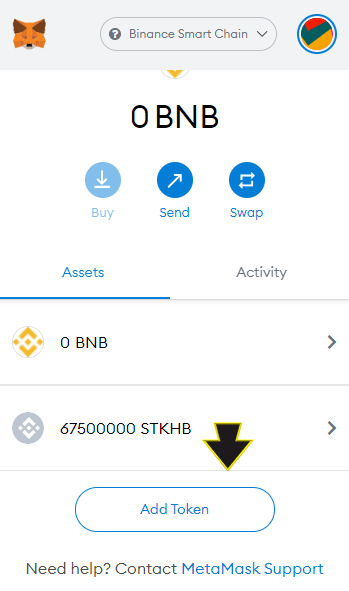 Binance Smart Chain
0 BNB
Buy
Send
Swap
Assets
Activity
0 BNB
67500000 STKHB
Add Token
Need help? Contact MetaMask Support